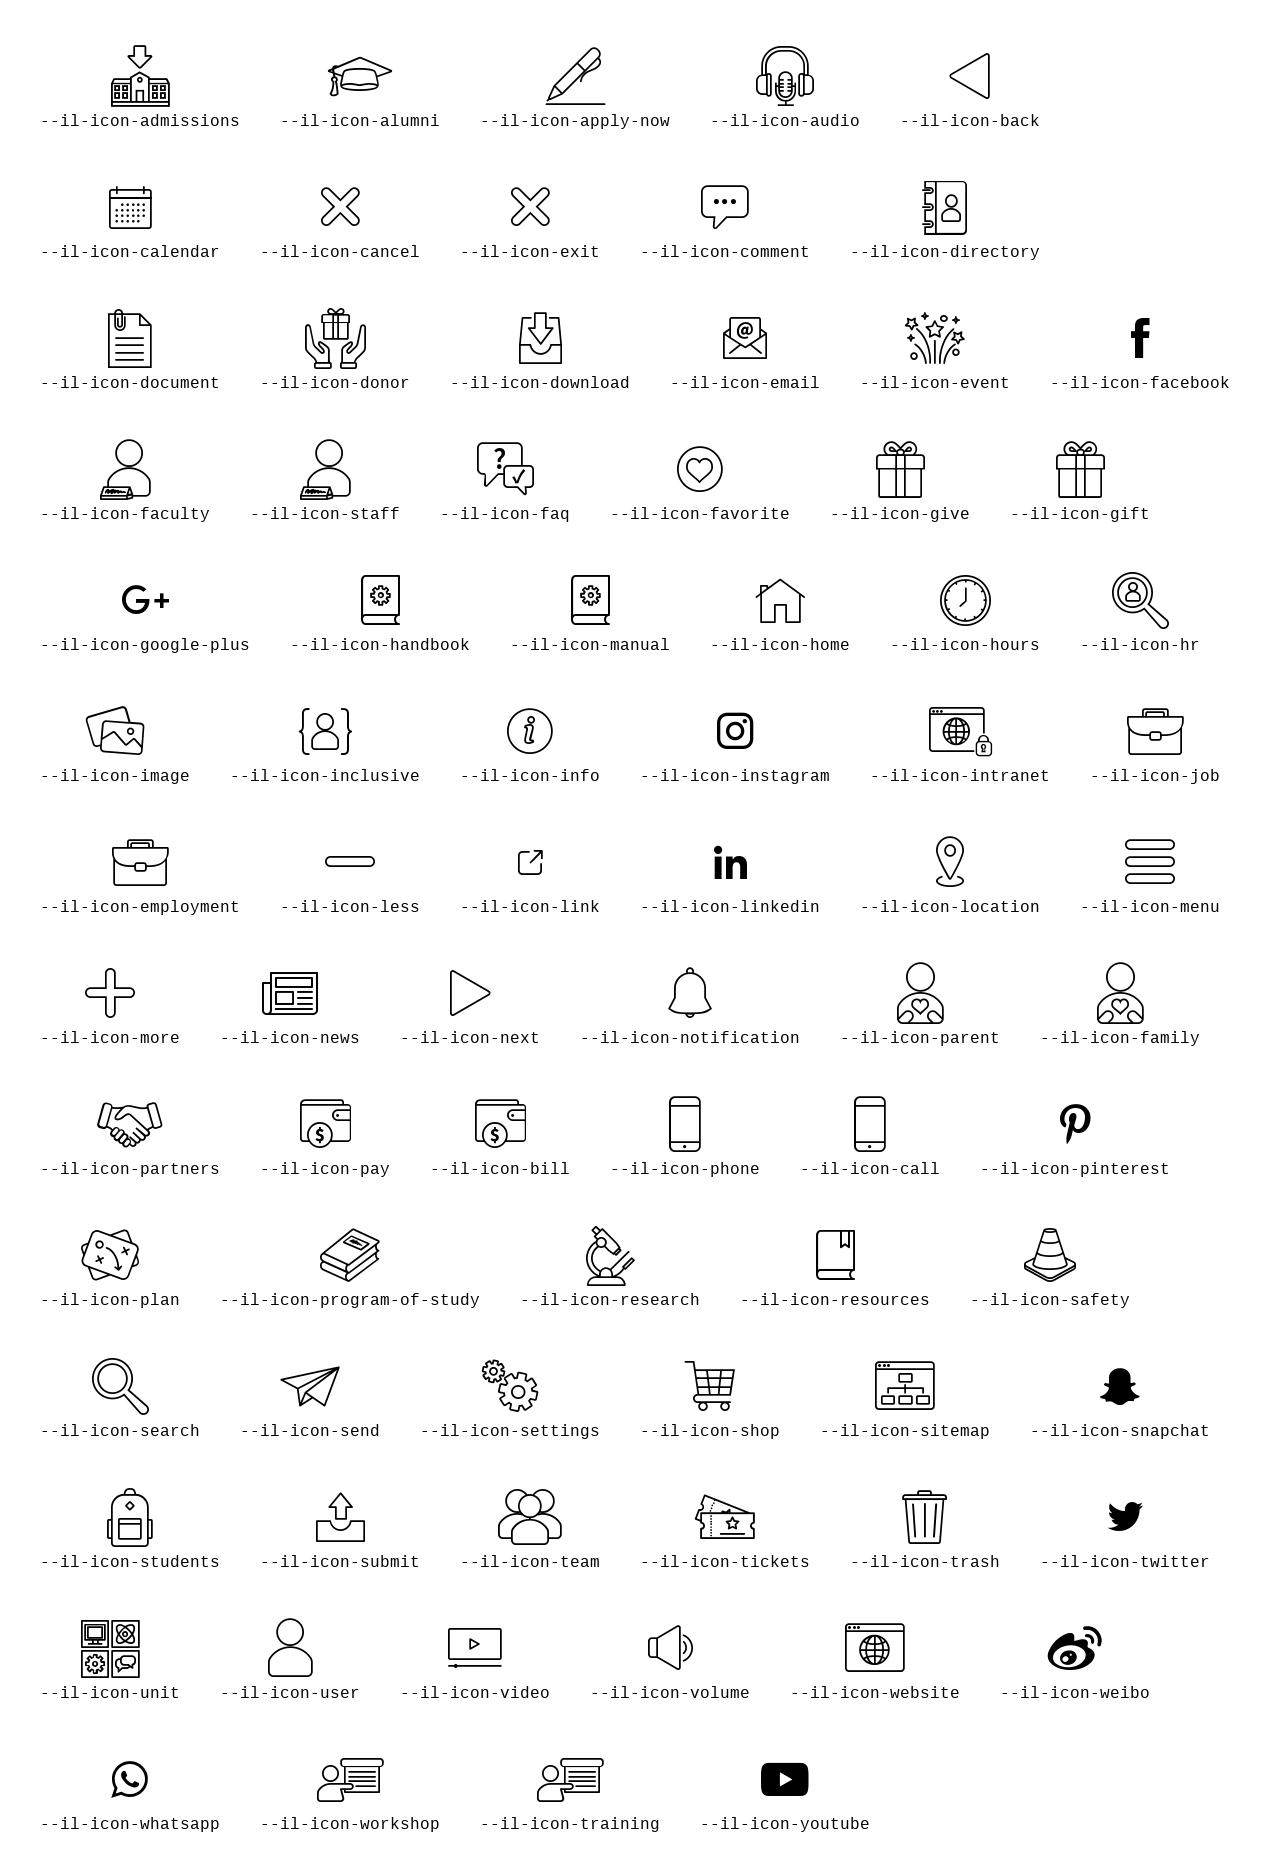 --il-icon-admissions --il-icon-alumni --il-icon-apply-now --il-icon-audio --il-icon-back
--il-icon-calendar --il-icon-cancel --il-icon-exit --il-icon-comment --il-icon-directory
--il-icon-document --il-icon-donor --il-icon-download --il-icon-email --il-icon-event --il-icon-facebook
--il-icon-faculty --il-icon-staff --il-icon-faq --il-icon-favorite --il-icon-give --il-icon-gift
--il-icon-google-plus --il-icon-handbook --il-icon-manual --il-icon-home --il-icon-hours --il-icon-hr
--il-icon-image --il-icon-inclusive --il-icon-info --il-icon-instagram --il-icon-intranet --il-icon-job
--il-icon-employment --il-icon-less --il-icon-link --il-icon-linkedin --il-icon-location --il-icon-menu
--il-icon-more --il-icon-news --il-icon-next --il-icon-notification --il-icon-parent --il-icon-family
--il-icon-partners --il-icon-pay --il-icon-bill --il-icon-phone --il-icon-call --il-icon-pinterest
--il-icon-plan --il-icon-program-of-study --il-icon-research --il-icon-resources --il-icon-safety
--il-icon-search --il-icon-send --il-icon-settings --il-icon-shop --il-icon-sitemap --il-icon-snapchat
--il-icon-students --il-icon-submit --il-icon-team --il-icon-tickets --il-icon-trash --il-icon-twitter
--il-icon-unit --il-icon-user --il-icon-video --il-icon-volume --il-icon-website --il-icon-weibo
--il-icon-whatsapp --il-icon-workshop --il-icon-training --il-icon-youtube